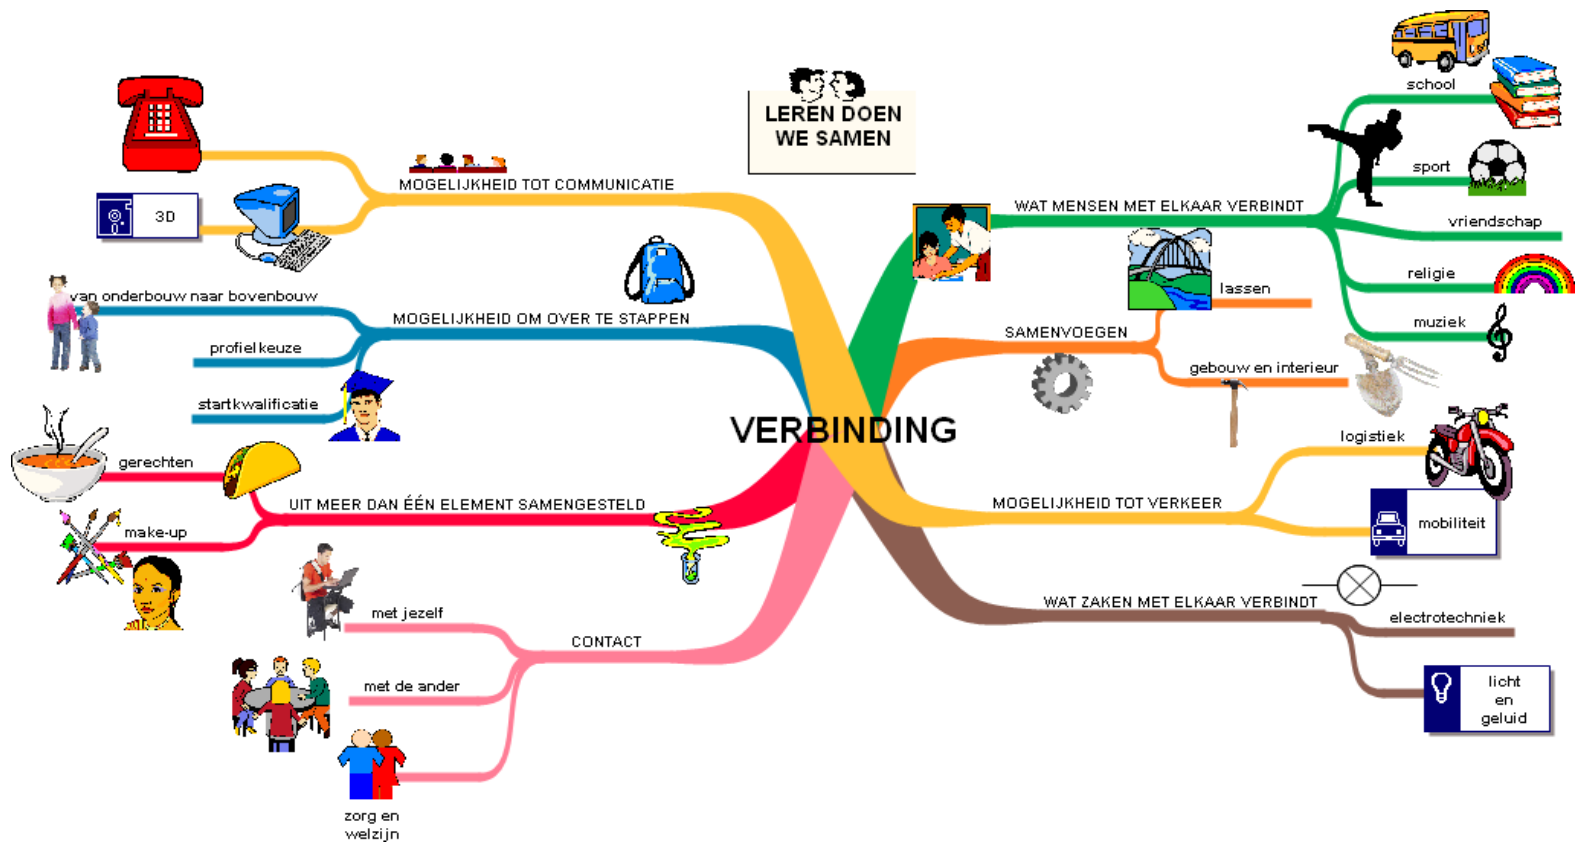 LEREN DOEN
WE SAMEN
VERBINDING
WAT MENSEN MET ELKAAR VERBINDT
school
sport
vriendschap
religie
muziek
SAMENVOEGEN
lassen
gebouw en interieur
MOGELIJKHEID TOT VERKEER
logistiek
mobiliteit
WAT ZAKEN MET ELKAAR VERBINDT
electrotechniek
licht
en
geluid
MOGELIJKHEID TOT COMMUNICATIE
3D
MOGELIJKHEID OM OVER TE STAPPEN
van onderbouw naar bovenbouw
profielkeuze
startkwalificatie
UIT MEER DAN ÉÉN ELEMENT SAMENGESTELD
gerechten
make-up
CONTACT
met jezelf
met de ander
zorg en
welzijn